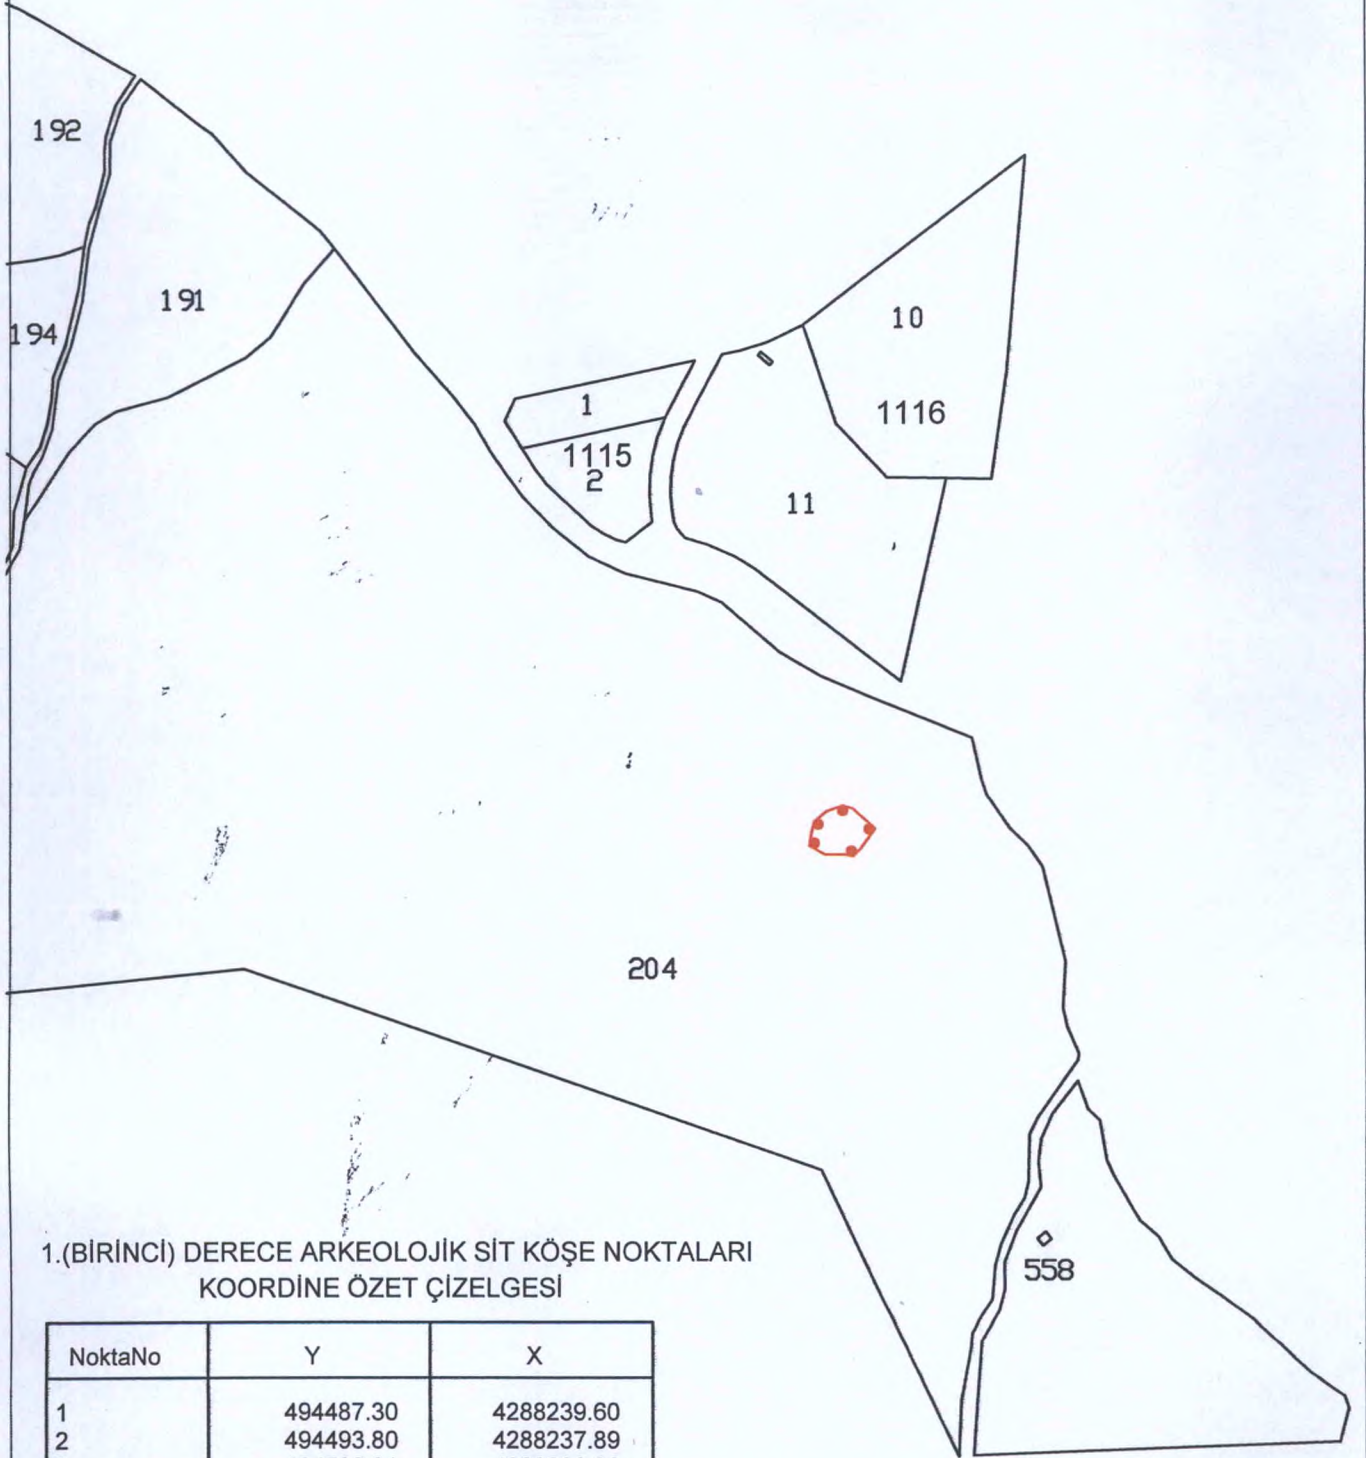 192
191
194
10
1
1116
1115
2
11
204
558
1.(BİRİNCİ) DERECE ARKEOLOJİK SİT KÖŞE NOKTALARI
KOORDİNE ÖZET ÇİZELGESİ
NoktaNo Y X
1 494487.30 4288239.60
2 494493.80 4288237.89